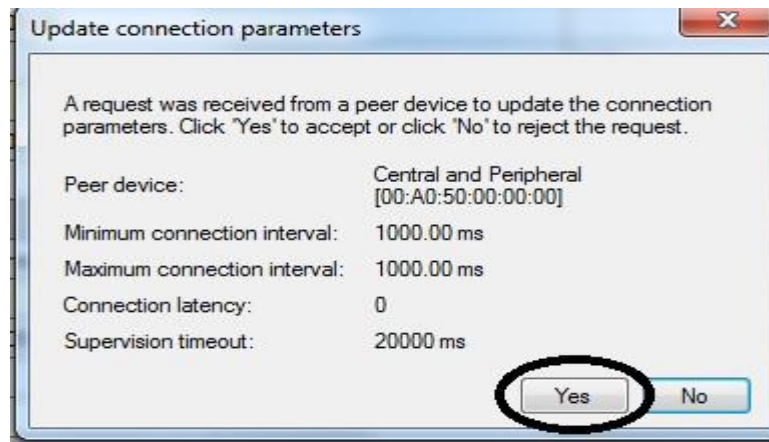 Update connection parameters
A request was received from a peer device to update the connection
parameters. Click 'Yes' to accept or click 'No' to reject the request.
Peer device:
Central and Peripheral
[00:A0:50:00:00:00]
Minimum connection interval: 1000.00 ms
Maximum connection interval: 1000.00 ms
Connection latency: 0
Supervision timeout: 20000 ms
Yes No